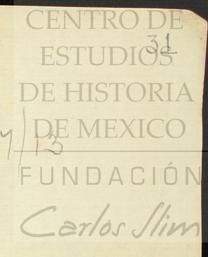 CENTRO DE
31
ESTUDIOS
DE HISTORIA
DE MEXICO
/13
FUNDACIÓN
Carlos Slim